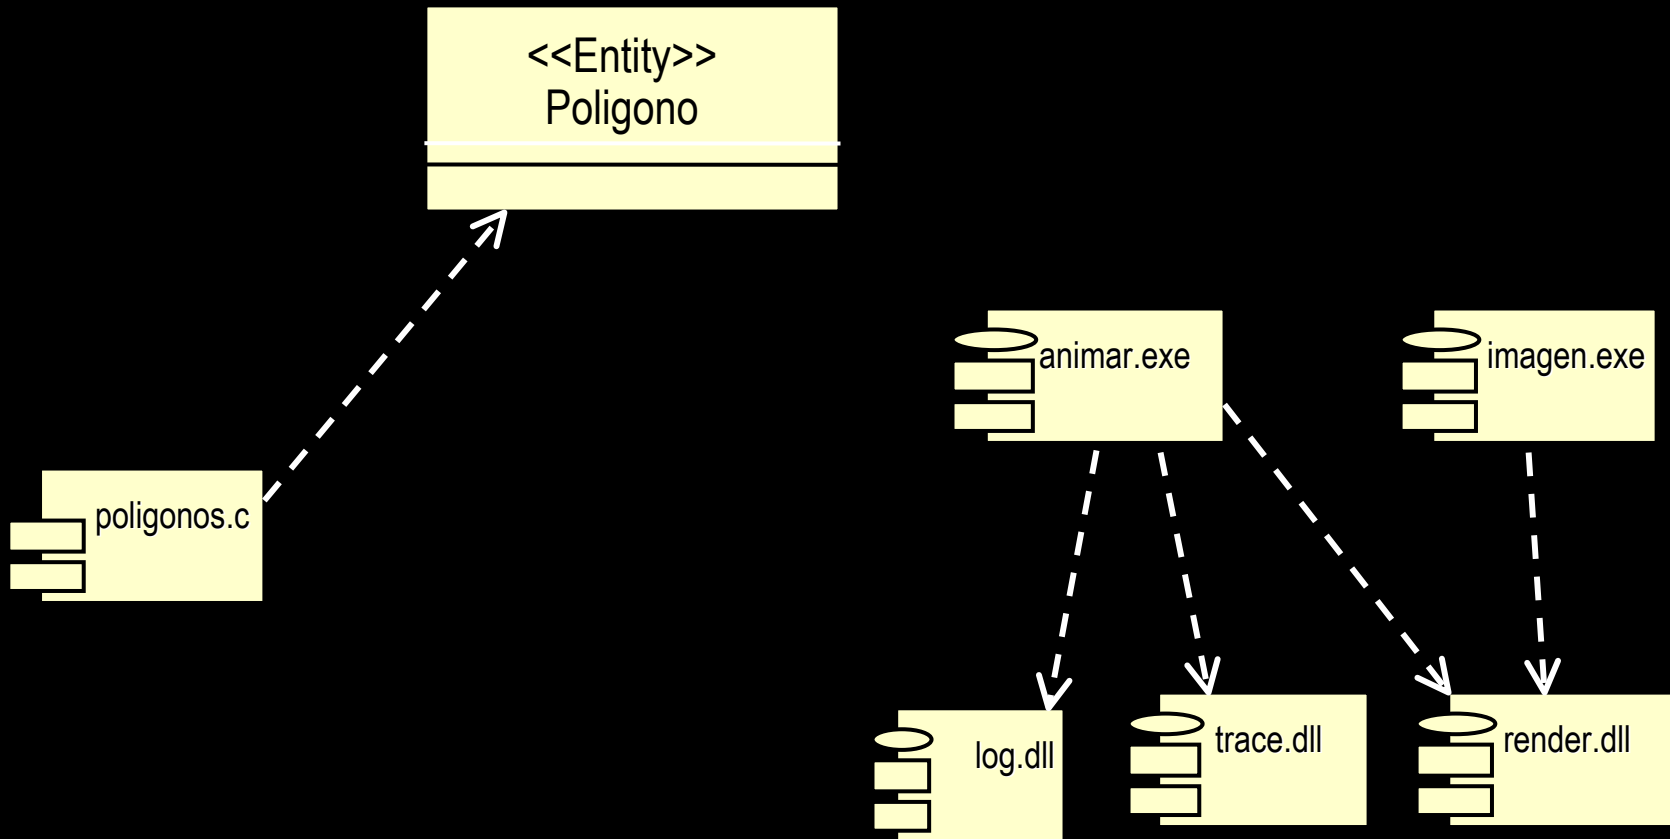 <<Entity>>
Poligono
animar.exe
imagen.exe
poligonos.c
log.dll
trace.dll
render.dll